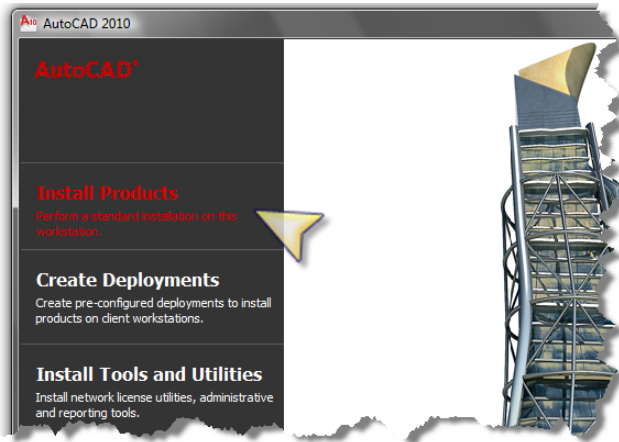 AutoCAD 2010
AutoCAD®
Install Products
Perform a standard installation on this
workstation.
Create Deployments
Create pre-configured deployments to install
products on client workstations.
Install Tools and Utilities
Install network license utilities, administrative
and reporting tools.